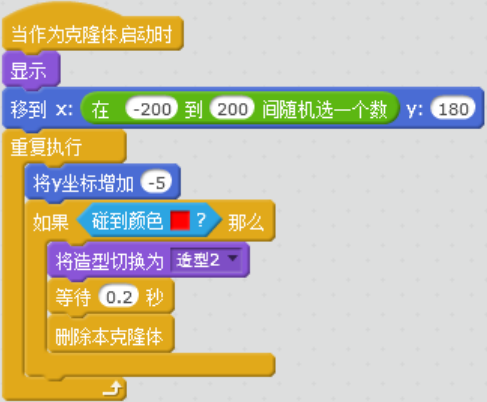 当作为克隆体启动时
显示
移到 x: 在 -200 到 200 间随机选一个数 y: 180
重复执行
将y坐标增加 -5
如果 碰到颜色 ? 那么
将造型切换为 造型2
等待 0.2 秒
删除本克隆体